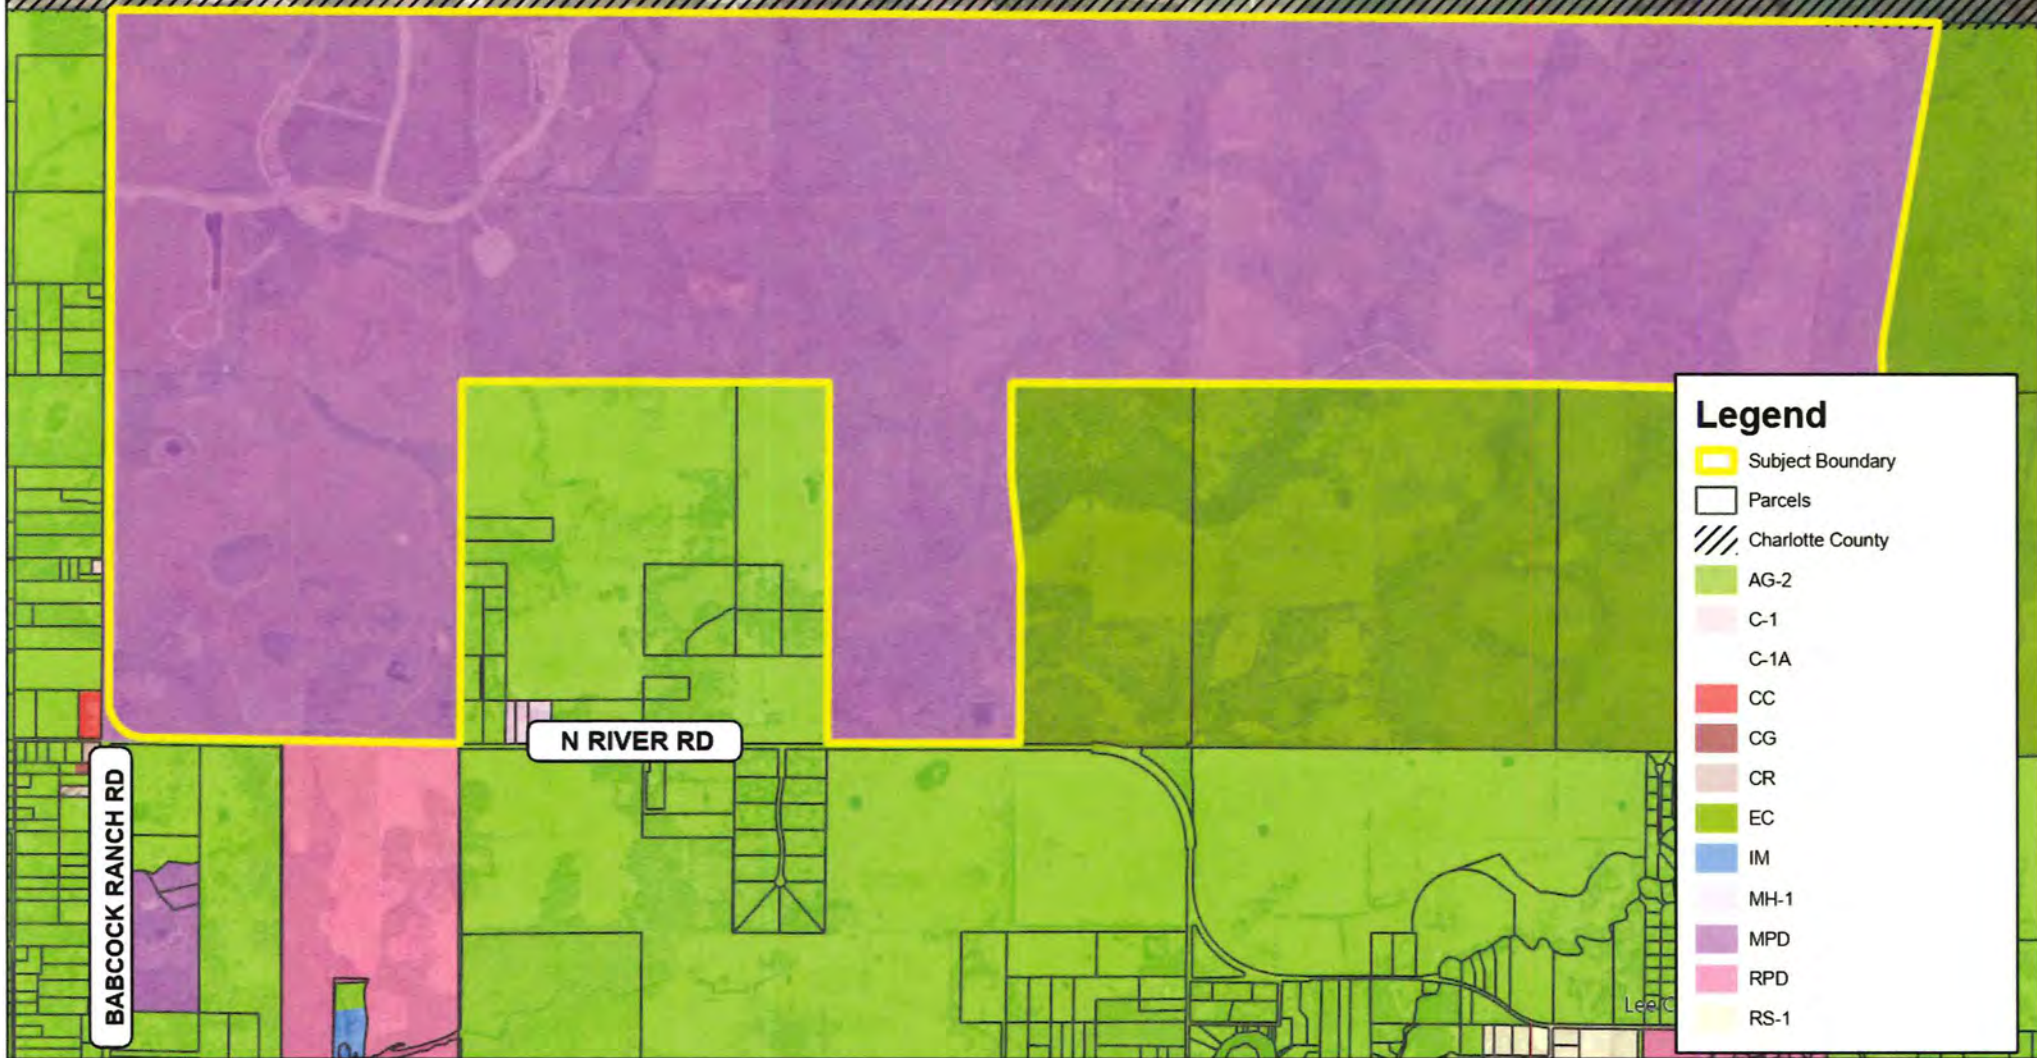 Legend
Subject Boundary
Parcels
Charlotte County
AG-2
C-1
C-1A
CC
CG
CR
EC
IM
MH-1
MPD
RPD
RS-1
N RIVER RD
BABCOCK RANCH RD
Lee C